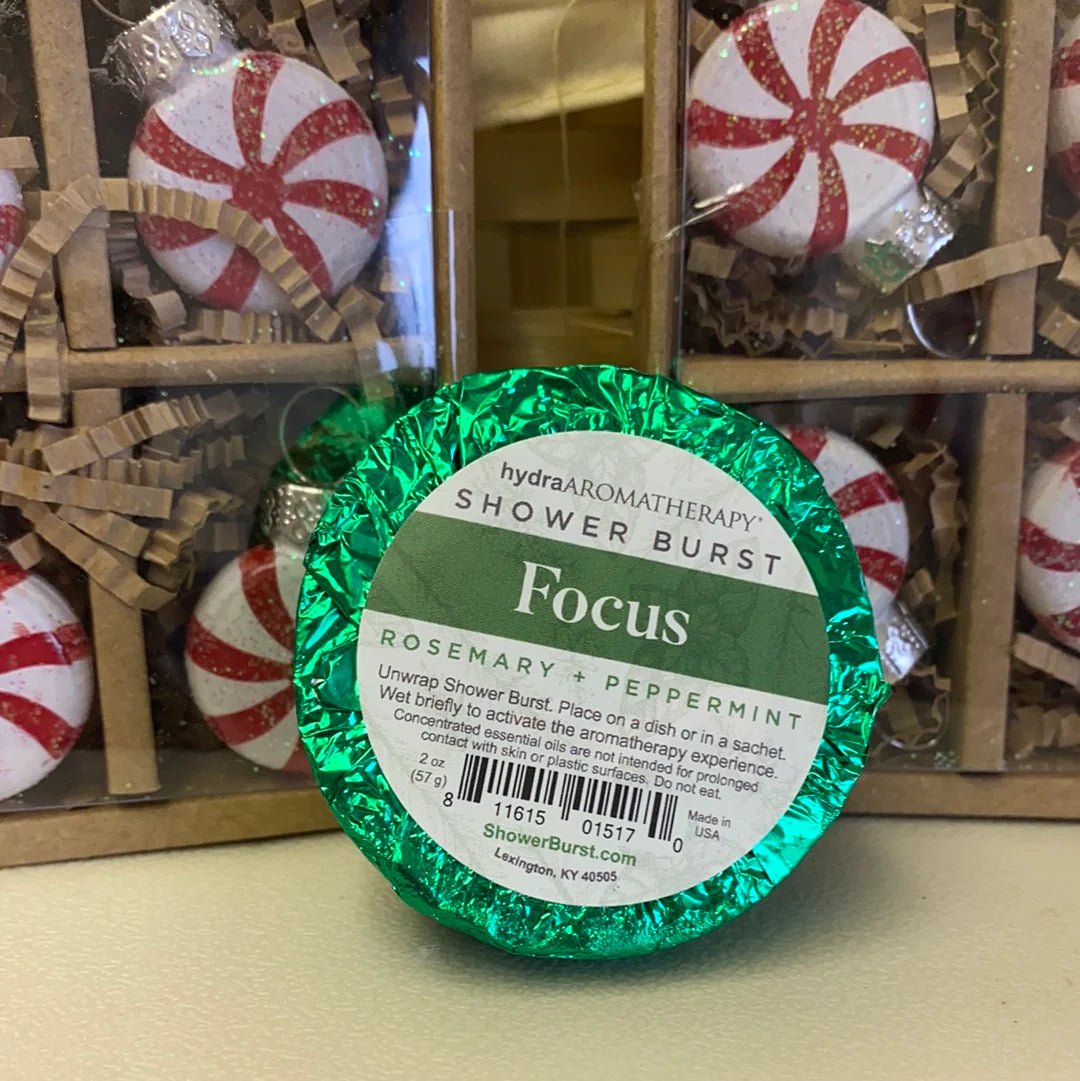 hydraAROMATHERAPY®
SHOWER BURST
Focus
ROSEMARY + PEPPERMINT
Unwrap Shower Burst. Place on a dish or in a sachet.
Wet briefly to activate the aromatherapy experience.
Concentrated essential oils are not intended for prolonged
contact with skin or plastic surfaces. Do not eat.
2 oz
(57 g)
8 11615 01517 0
Made in
USA
ShowerBurst.com
Lexington, KY 40505